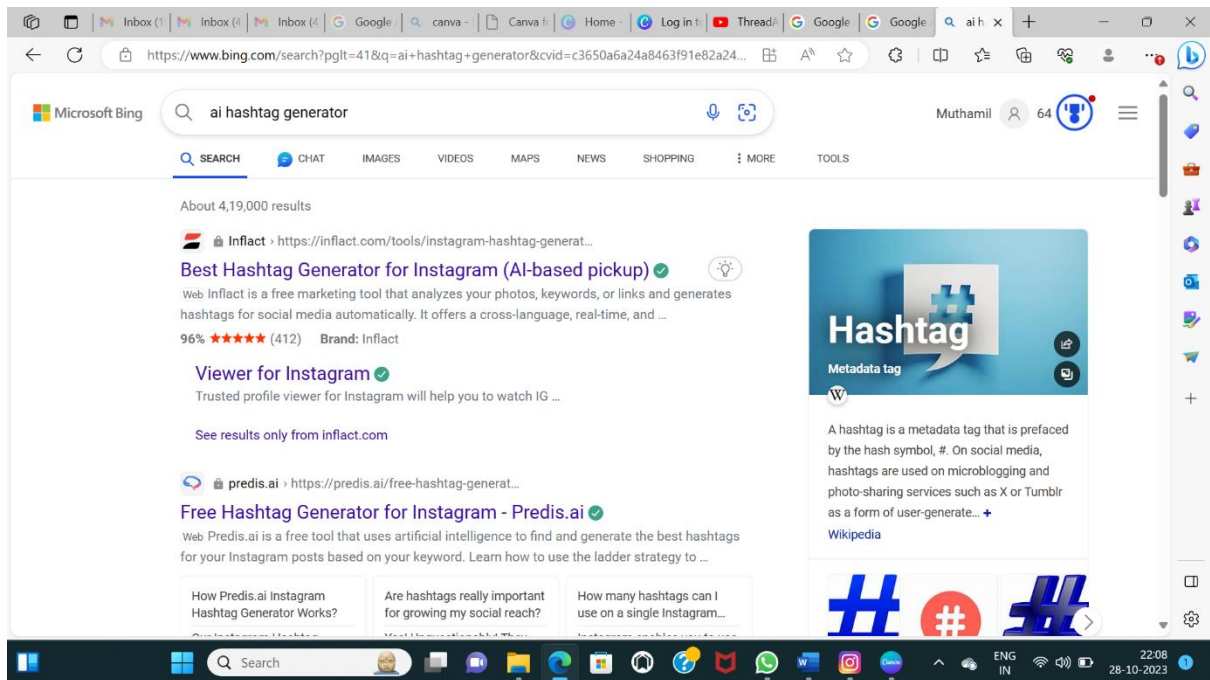 Inbox (1
Inbox (4
Inbox (4
Google
canva -
Canva fo
Home -
Log in to
ThreadA
Google
Google
ai h
https://www.bing.com/search?pglt=41&q=ai+hashtag+generator&cvid=c3650a6a24a8463f91e82a24...
Microsoft Bing
ai hashtag generator
Muthamil
64
SEARCH CHAT IMAGES VIDEOS MAPS NEWS SHOPPING MORE TOOLS
About 4,19,000 results
Inflact › https://inflact.com/tools/instagram-hashtag-generat...
Best Hashtag Generator for Instagram (AI-based pickup)
Web Inflact is a free marketing tool that analyzes your photos, keywords, or links and generates
hashtags for social media automatically. It offers a cross-language, real-time, and ...
96% ★★★★★ (412) Brand: Inflact
Viewer for Instagram
Trusted profile viewer for Instagram will help you to watch IG ...
See results only from inflact.com
predis.ai › https://predis.ai/free-hashtag-generat...
Free Hashtag Generator for Instagram - Predis.ai
Web Predis.ai is a free tool that uses artificial intelligence to find and generate the best hashtags
for your Instagram posts based on your keyword. Learn how to use the ladder strategy to ...
How Predis.ai Instagram
Hashtag Generator Works?
Are hashtags really important
for growing my social reach?
How many hashtags can I
use on a single Instagram...
#
Hashtag
Metadata tag
W
A hashtag is a metadata tag that is prefaced
by the hash symbol, #. On social media,
hashtags are used on microblogging and
photo-sharing services such as X or Tumblr
as a form of user-generate... +
Wikipedia
# # #
Search
ENG
IN
22:08
28-10-2023
1